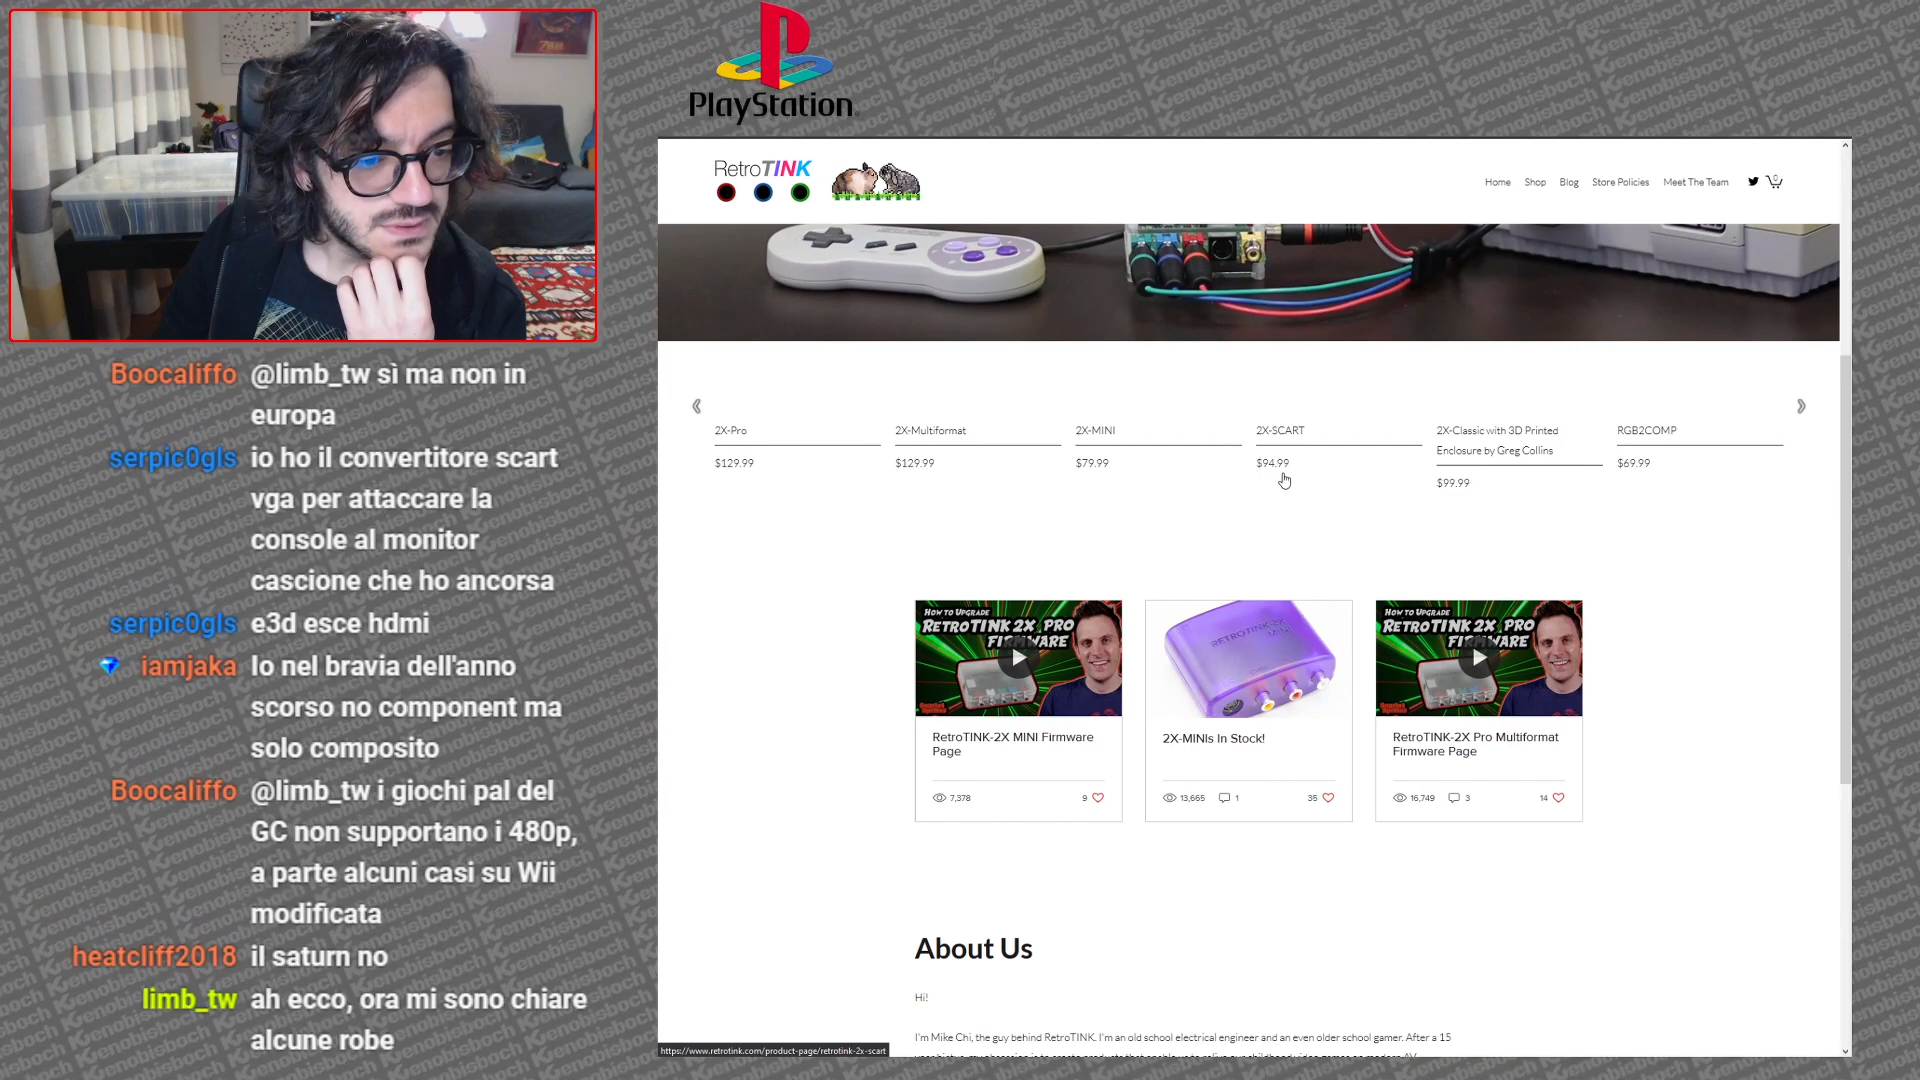 PlayStation
Boocaliffo @limb_tw sì ma non in
europa
serpic0gls io ho il convertitore scart
vga per attaccare la
console al monitor
cascione che ho ancorsa
serpic0gls e3d esce hdmi
iamjaka Io nel bravia dell'anno
scorso no component ma
solo composito
Boocaliffo @limb_tw i giochi pal del
GC non supportano i 480p,
a parte alcuni casi su Wii
modificata
heatcliff2018 il saturn no
limb_tw ah ecco, ora mi sono chiare
alcune robe
RetroTINK
Home Shop Blog Store Policies Meet The Team
0
2X-Pro
$129.99
2X-Multiformat
$129.99
2X-MINI
$79.99
2X-SCART
$94.99
2X-Classic with 3D Printed
Enclosure by Greg Collins
$99.99
RGB2COMP
$69.99
How to Upgrade
RetroTINK 2X Pro
Firmware
RetroTINK-2X MINI Firmware
Page
7,378 9
RETROTINK-2X
MINI
2X-MINIs In Stock!
13,665 1 35
How to Upgrade
RetroTINK 2X Pro
Firmware
RetroTINK-2X Pro Multiformat
Firmware Page
16,749 3 14
About Us
Hi!
I'm Mike Chi, the guy behind RetroTINK. I'm an old school electrical engineer and an even older school gamer. After a 15
https://www.retrotink.com/product-page/retrotink-2x-scart
Kenobisboch